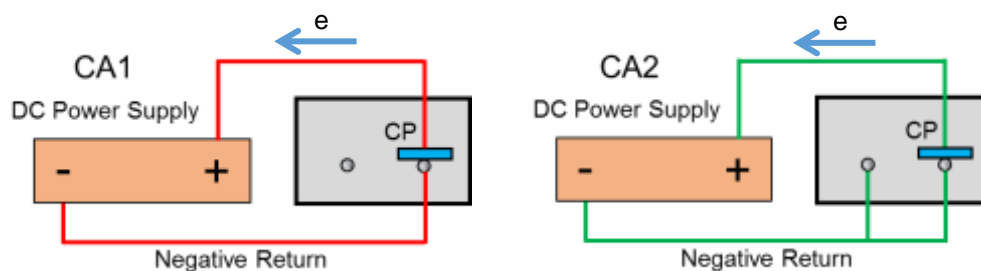 e
CA1
DC Power Supply
CP
- +
Negative Return
e
CA2
DC Power Supply
CP
- +
Negative Return